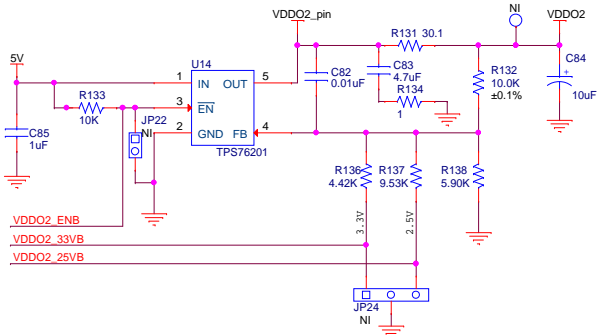 NI
VDDO2_pin
VDDO2
R131 30.1
5V
U14
1 IN OUT 5
C82
0.01uF
C83
4.7uF
R132
10.0K
±0.1%
C84
+
10uF
R133
10K
3 EN
R134
1
JP22
NI
2 GND FB 4
TPS76201
C85
1uF
R136
4.42K
R137
9.53K
R138
5.90K
3.3V
2.5V
VDDO2_ENB
VDDO2_33VB
VDDO2_25VB
JP24
NI